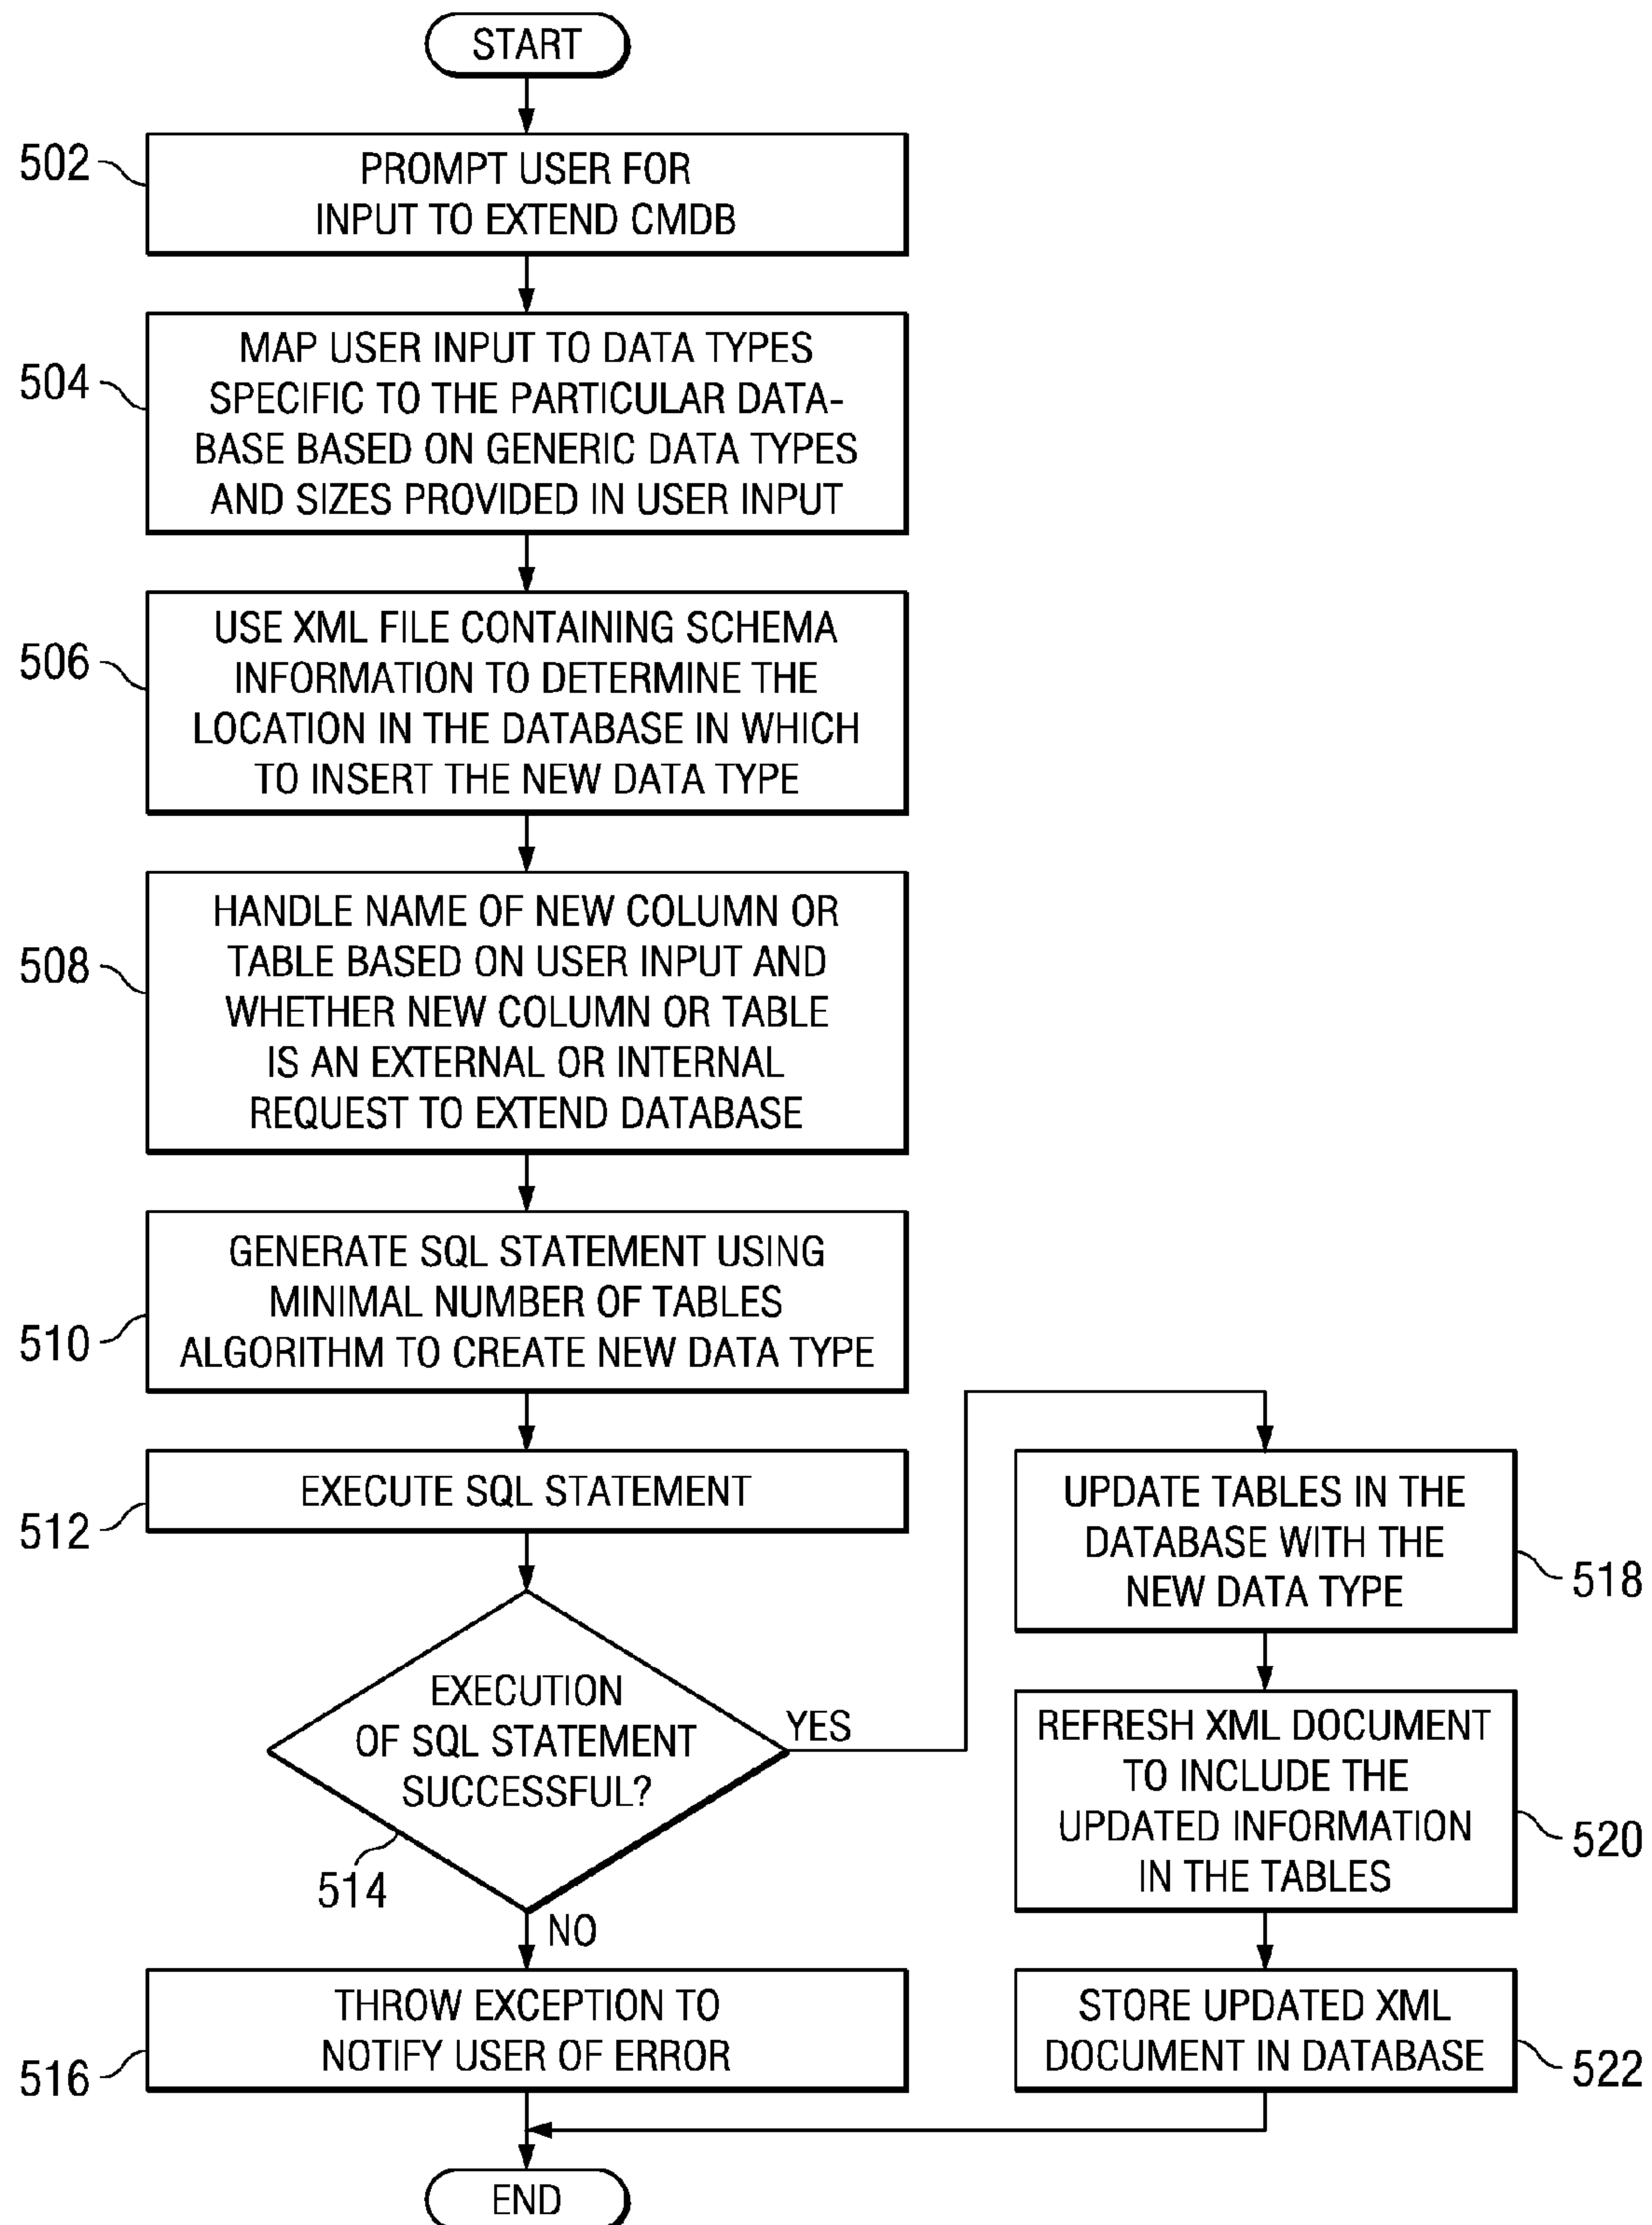 START
502
PROMPT USER FOR
INPUT TO EXTEND CMDB
504
MAP USER INPUT TO DATA TYPES
SPECIFIC TO THE PARTICULAR DATA-
BASE BASED ON GENERIC DATA TYPES
AND SIZES PROVIDED IN USER INPUT
506
USE XML FILE CONTAINING SCHEMA
INFORMATION TO DETERMINE THE
LOCATION IN THE DATABASE IN WHICH
TO INSERT THE NEW DATA TYPE
508
HANDLE NAME OF NEW COLUMN OR
TABLE BASED ON USER INPUT AND
WHETHER NEW COLUMN OR TABLE
IS AN EXTERNAL OR INTERNAL
REQUEST TO EXTEND DATABASE
510
GENERATE SQL STATEMENT USING
MINIMAL NUMBER OF TABLES
ALGORITHM TO CREATE NEW DATA TYPE
512
EXECUTE SQL STATEMENT
EXECUTION
OF SQL STATEMENT
SUCCESSFUL?
514
YES
NO
516
THROW EXCEPTION TO
NOTIFY USER OF ERROR
UPDATE TABLES IN THE
DATABASE WITH THE
NEW DATA TYPE
518
REFRESH XML DOCUMENT
TO INCLUDE THE
UPDATED INFORMATION
IN THE TABLES
520
STORE UPDATED XML
DOCUMENT IN DATABASE
522
END